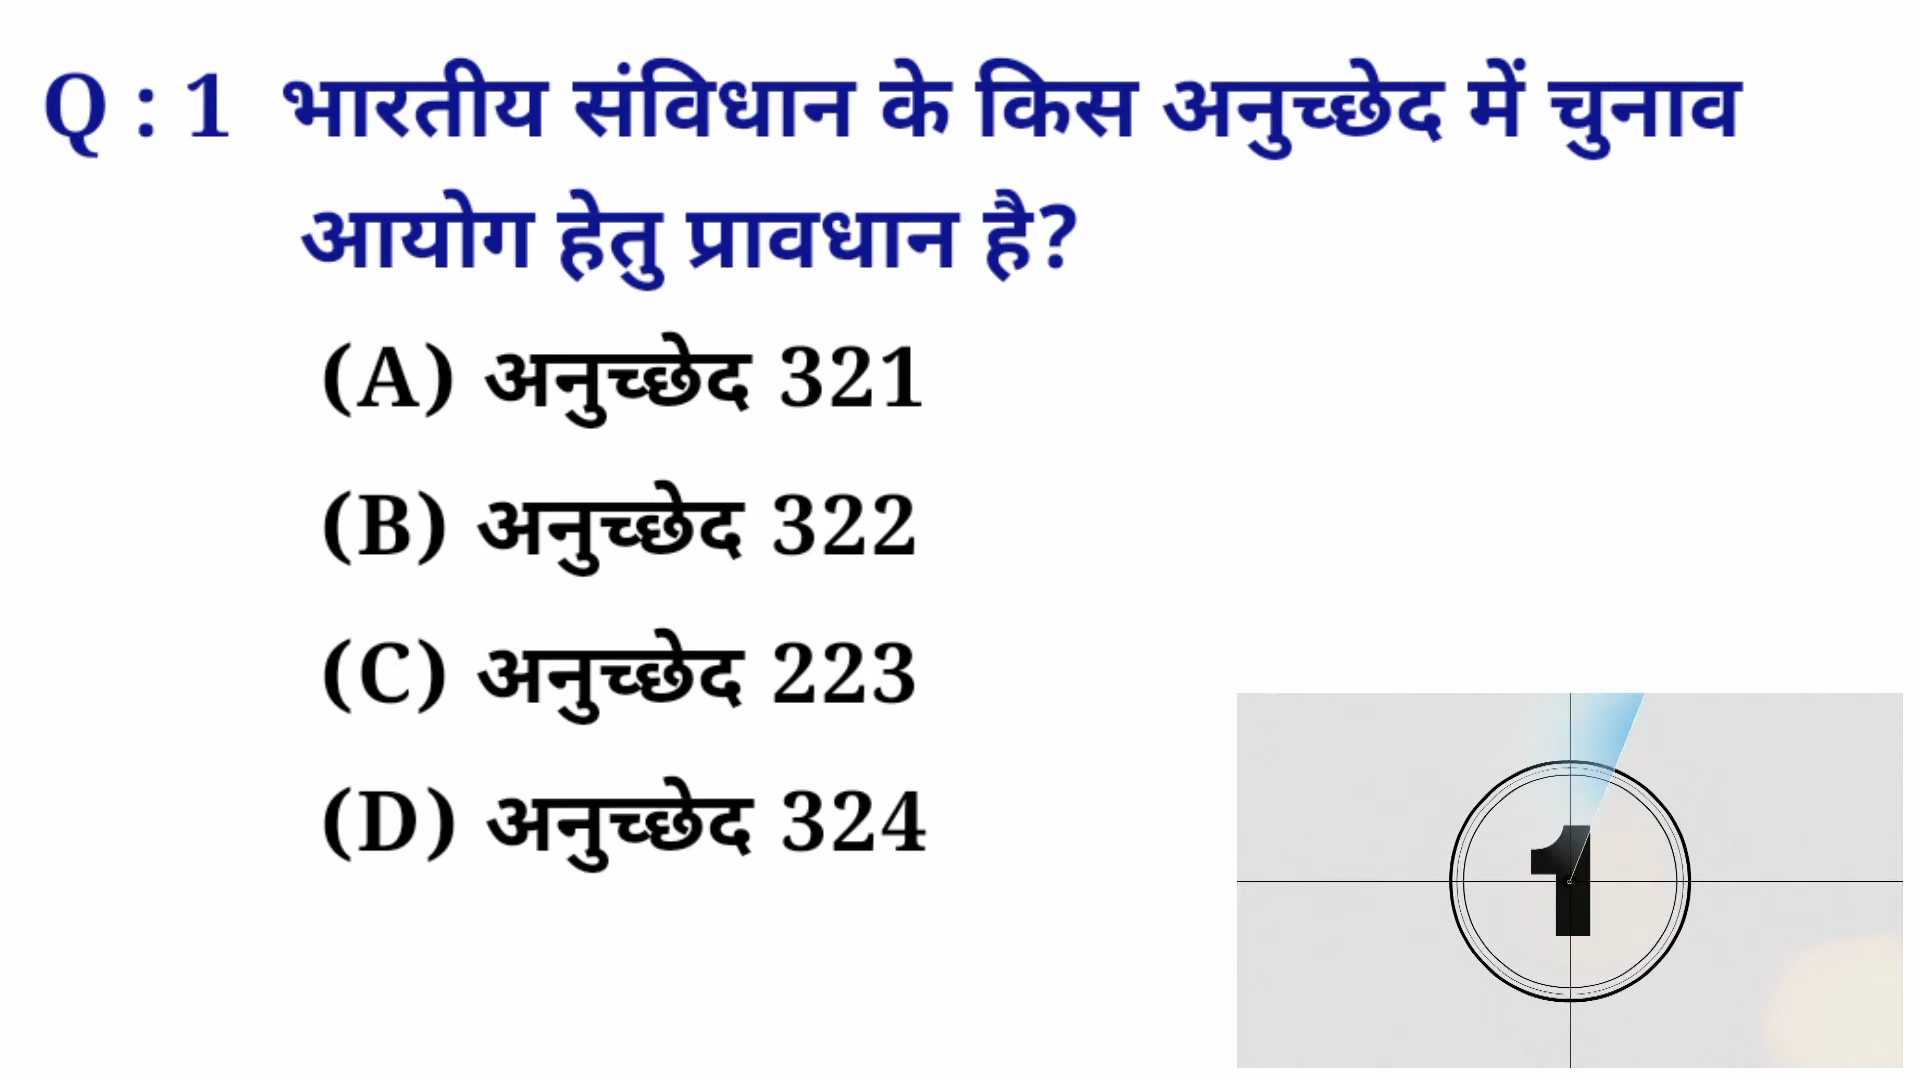 Q : 1 भारतीय संविधान के किस अनुच्छेद में चुनाव
आयोग हेतु प्रावधान है?
(A) अनुच्छेद 321
(B) अनुच्छेद 322
(C) अनुच्छेद 223
(D) अनुच्छेद 324
1